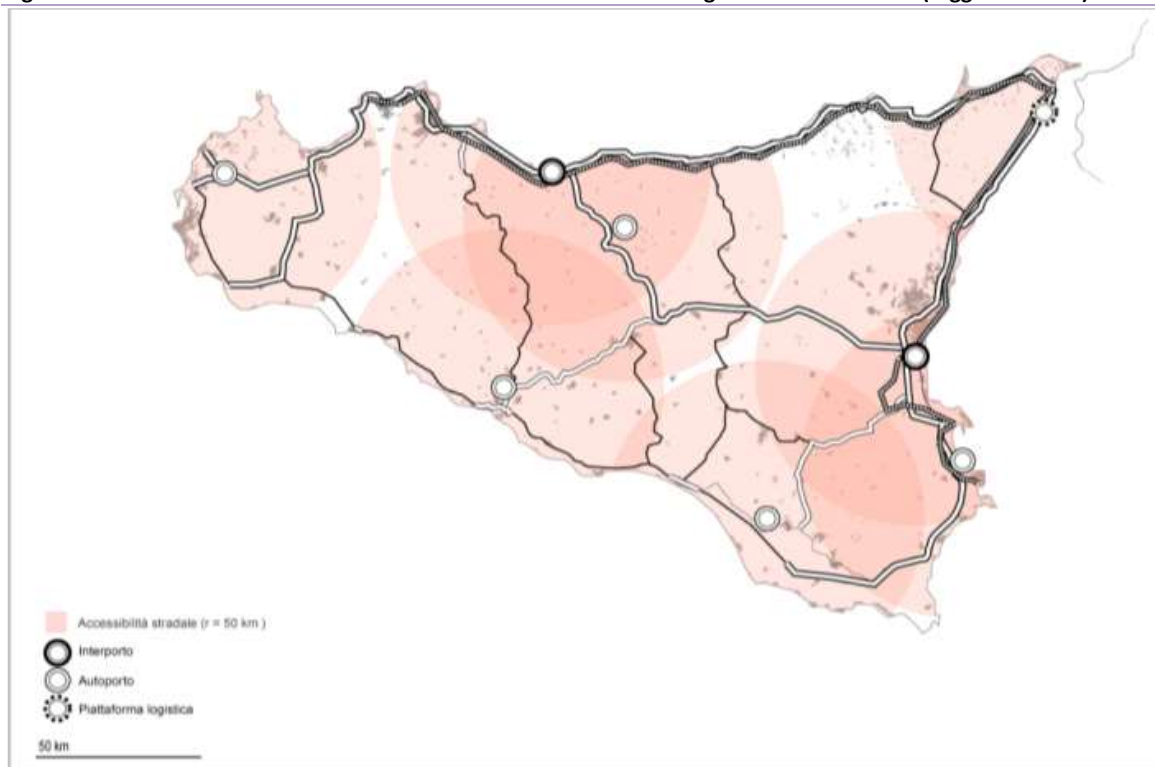 Accessibilità stradale (r = 50 km )
Interporto
Autoporto
Piattaforma logistica
50 km